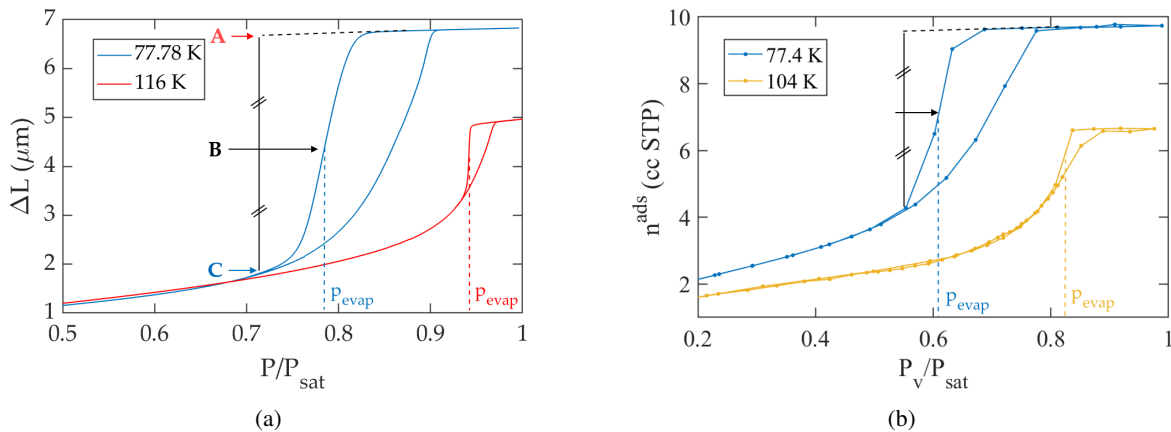 7
6
5
4
3
2
1
ΔL (μm)
77.78 K
116 K
A
B
C
p_evap
p_evap
0.5 0.6 0.7 0.8 0.9 1
P/P_sat
(a)
10
8
6
4
2
n^ads (cc STP)
77.4 K
104 K
p_evap
p_evap
0.2 0.4 0.6 0.8 1
P_v/P_sat
(b)